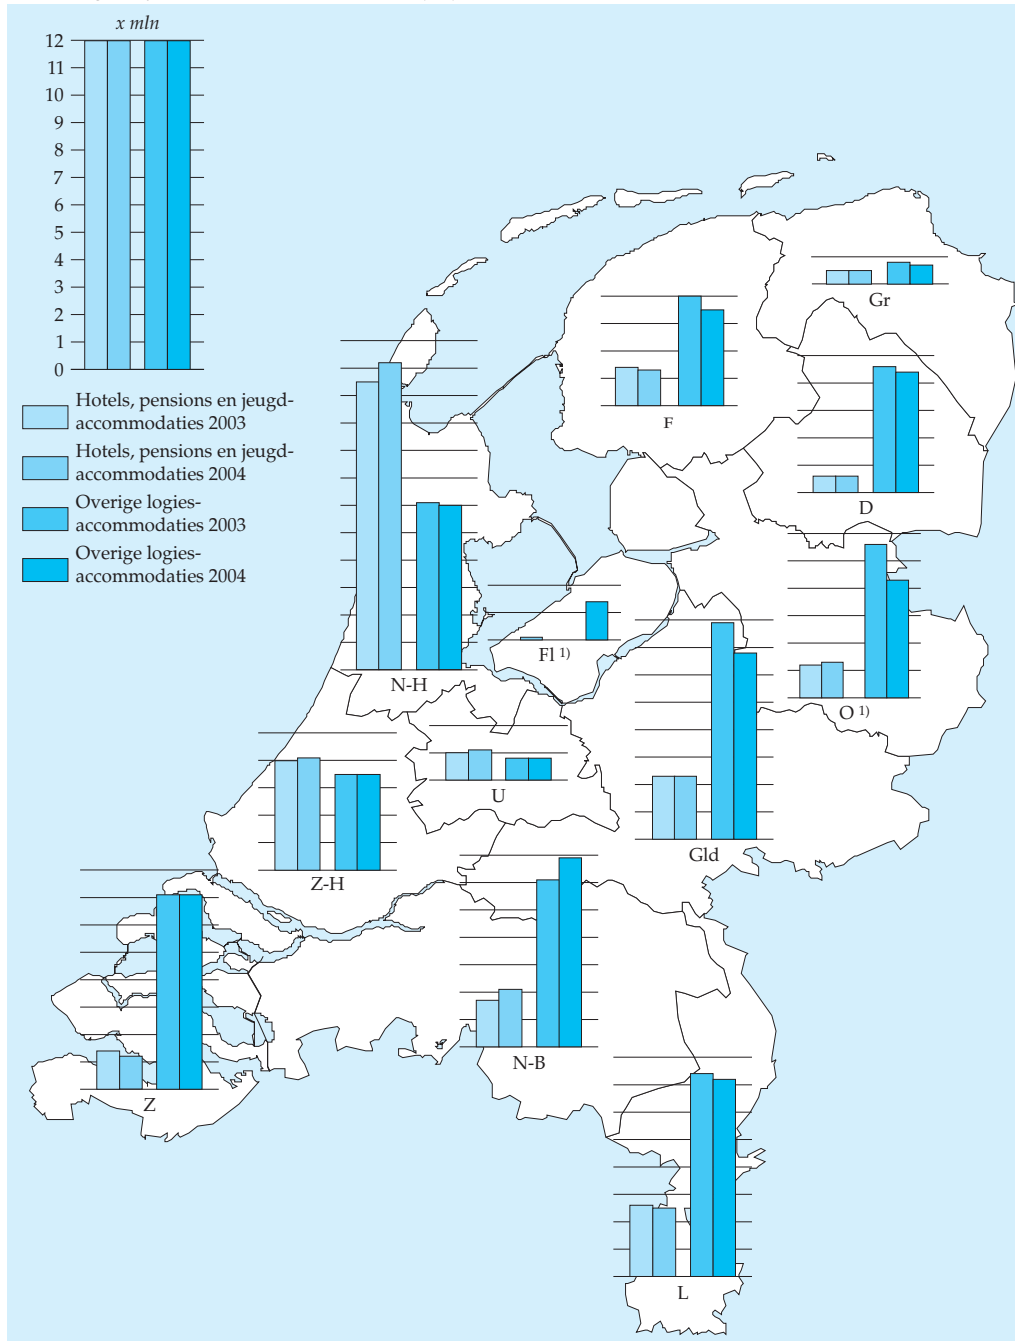 x mln
12
11
10
9
8
7
6
5
4
3
2
1
0
Hotels, pensions en jeugd-
accommodaties 2003
Hotels, pensions en jeugd-
accommodaties 2004
Overige logies-
accommodaties 2003
Overige logies-
accommodaties 2004
Gr
F
D
Fl 1)
N-H
O 1)
U
Gld
Z-H
N-B
Z
L